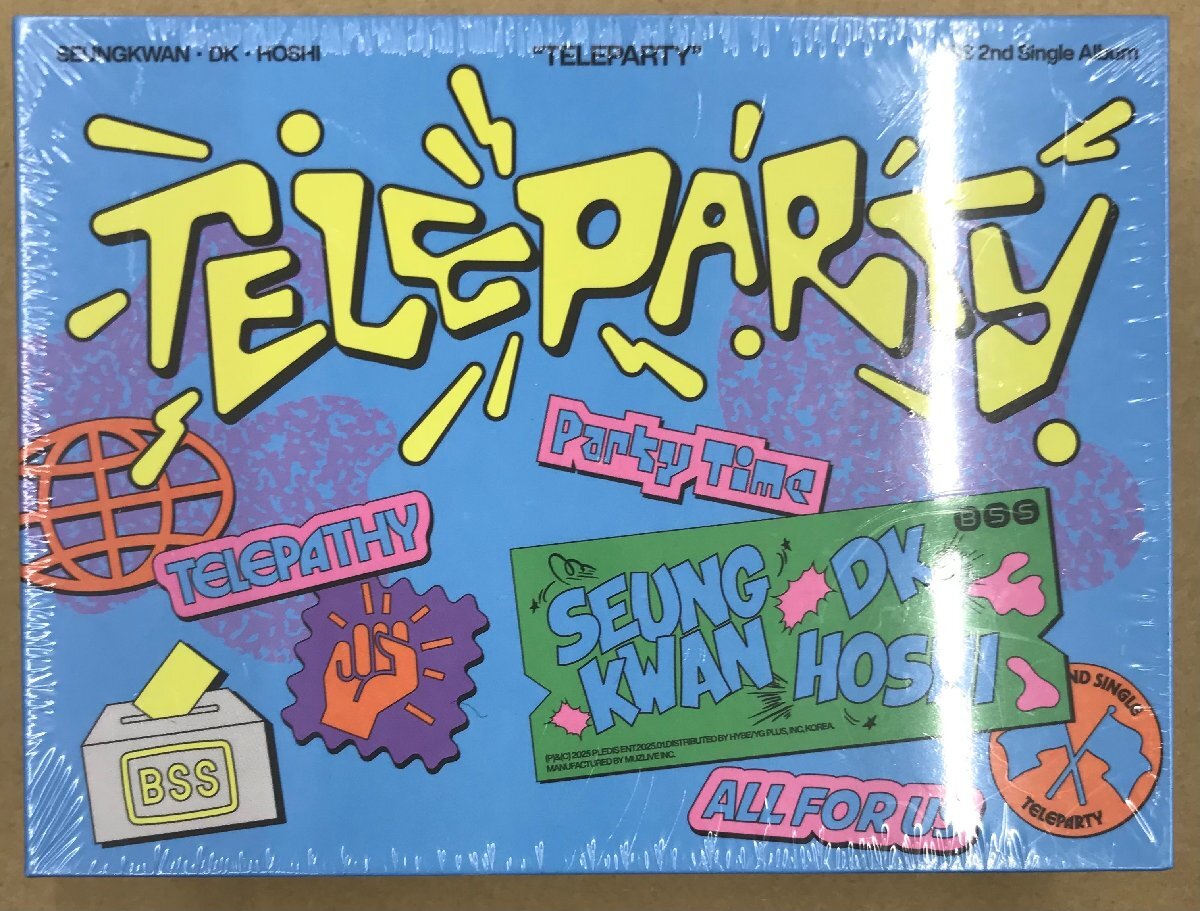 SEUNGKWAN · DK · HOSHI
"TELEPARTY"
2nd Single Album
TELEPARTY
Party Time
TELEPATHY
BSS
SEUNG DK
KWAN HOSHI
(P)&(C) 2025 PLEDIS ENT.2025.01.DISTRIBUTED BY HYBE/YG PLUS, INC, KOREA.
MANUFACTURED BY MUZLIVE INC.
BSS
ND SINGLE
TELEPARTY
ALL FOR US